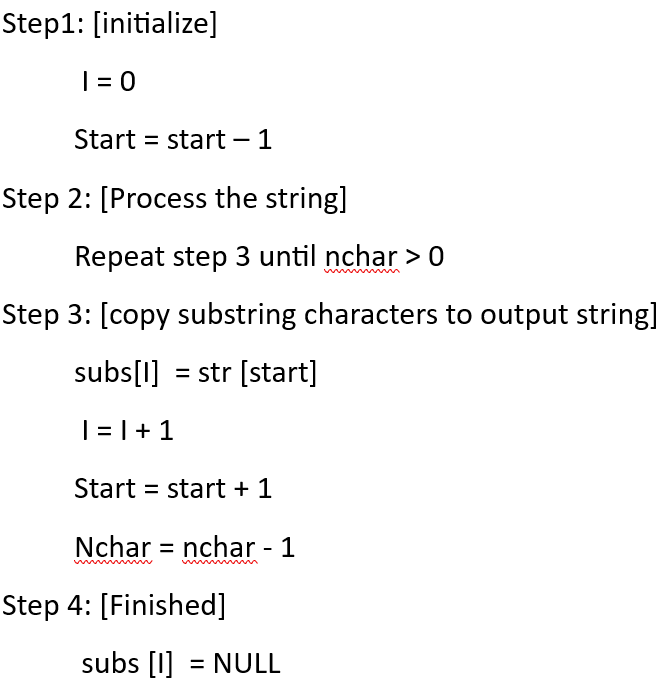 Step1: [initialize]
I = 0
Start = start – 1
Step 2: [Process the string]
Repeat step 3 until nchar > 0
Step 3: [copy substring characters to output string]
subs[I]  = str [start]
I = I + 1
Start = start + 1
Nchar = nchar - 1
Step 4: [Finished]
subs [I]  = NULL